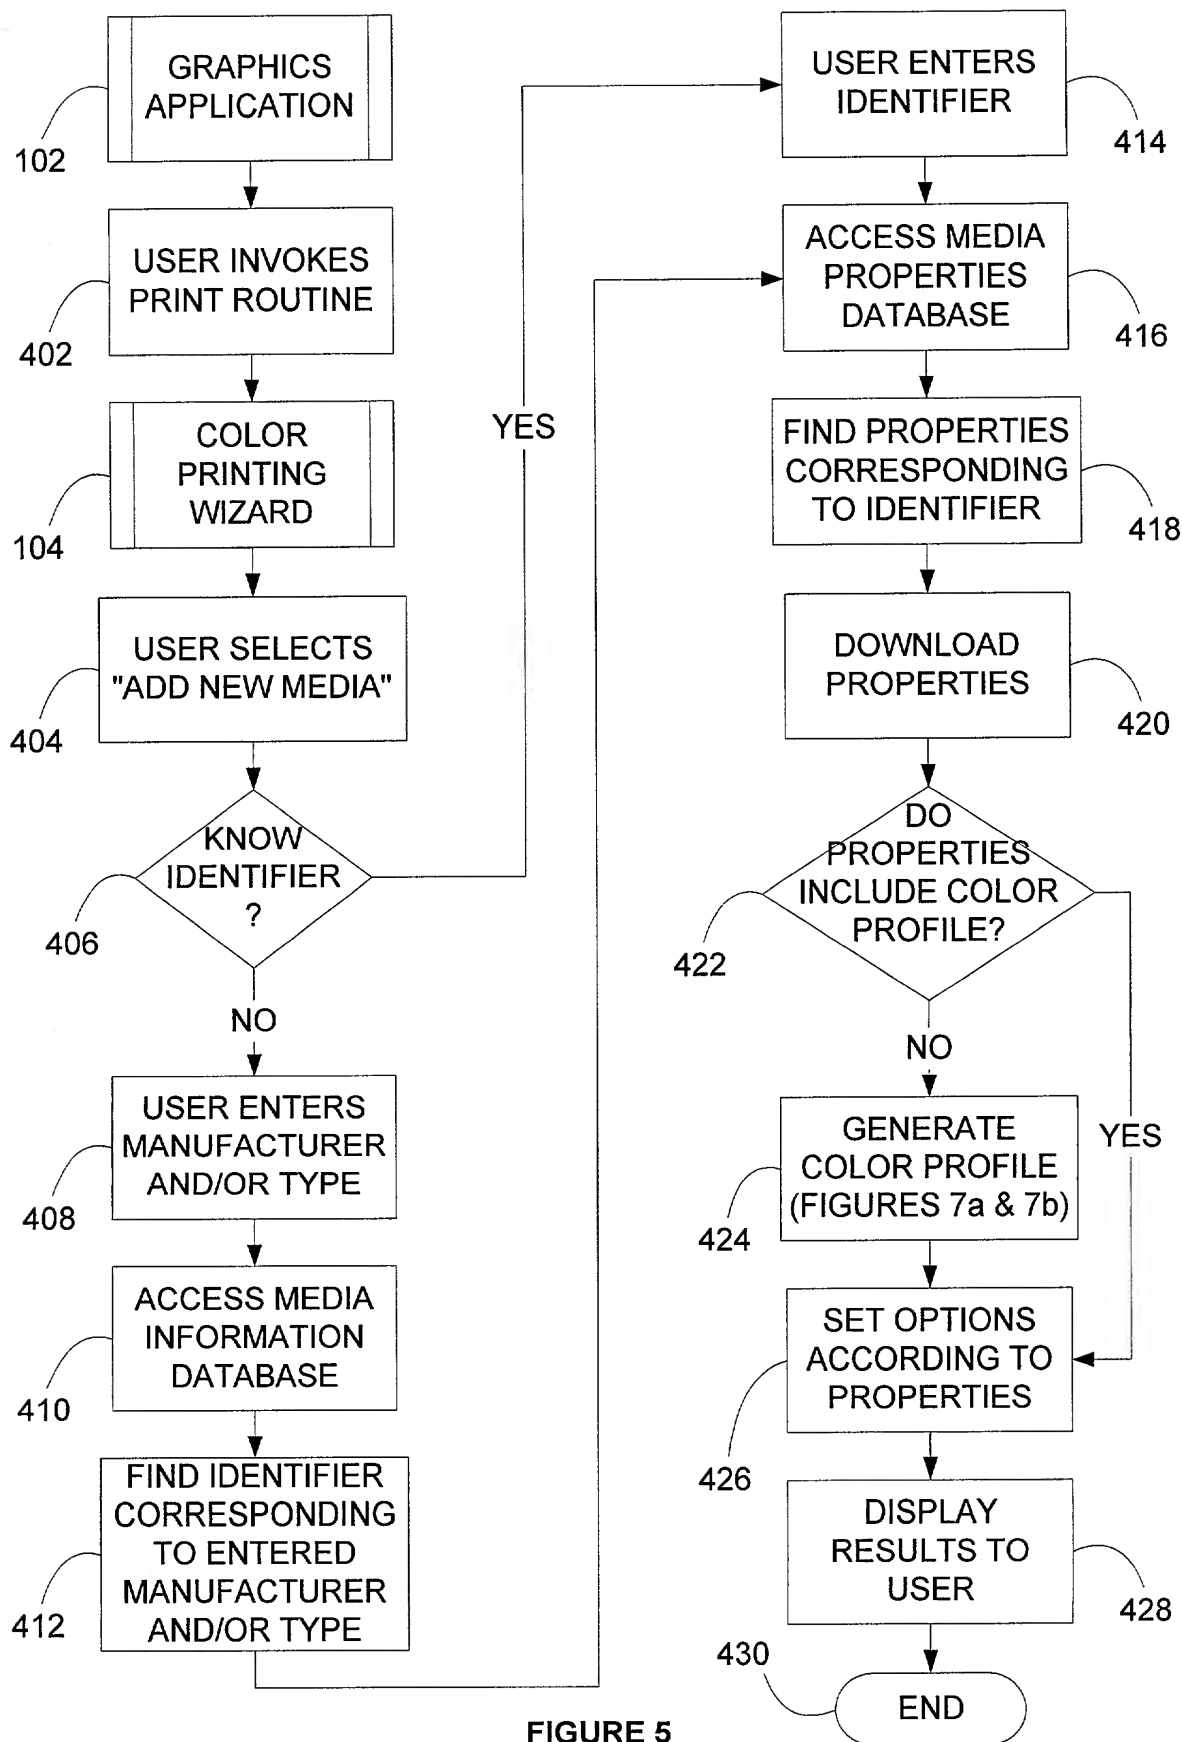 GRAPHICS
APPLICATION
102
USER INVOKES
PRINT ROUTINE
402
COLOR
PRINTING
WIZARD
104
USER SELECTS
"ADD NEW MEDIA"
404
KNOW
IDENTIFIER
?
406
YES
NO
USER ENTERS
MANUFACTURER
AND/OR TYPE
408
ACCESS MEDIA
INFORMATION
DATABASE
410
FIND IDENTIFIER
CORRESPONDING
TO ENTERED
MANUFACTURER
AND/OR TYPE
412
USER ENTERS
IDENTIFIER
414
ACCESS MEDIA
PROPERTIES
DATABASE
416
FIND PROPERTIES
CORRESPONDING
TO IDENTIFIER
418
DOWNLOAD
PROPERTIES
420
DO
PROPERTIES
INCLUDE COLOR
PROFILE?
422
NO
YES
GENERATE
COLOR PROFILE
(FIGURES 7a & 7b)
424
SET OPTIONS
ACCORDING TO
PROPERTIES
426
DISPLAY
RESULTS TO
USER
428
430
END
FIGURE 5